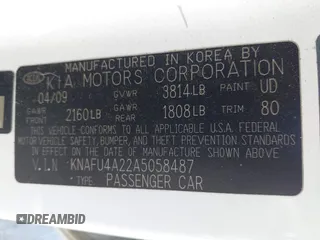 MANUFACTURED IN KOREA BY
KIA MOTORS CORPORATION
04/09 GVWR 3814LB PAINT UD
GAWR FRONT 2160LB GAWR REAR 1808LB TRIM 80
THIS VEHICLE CONFORMS TO ALL APPLICABLE U.S.A. FEDERAL
MOTOR VEHICLE SAFETY, BUMPER, AND THEFT PREVENTION
STANDARDS IN EFFECT ON THE DATE OF MANUFACTURE
SHOWN ABOVE
V.I.N KNAFU4A22A5058487
TYPE: PASSENGER CAR
© DREAMBID